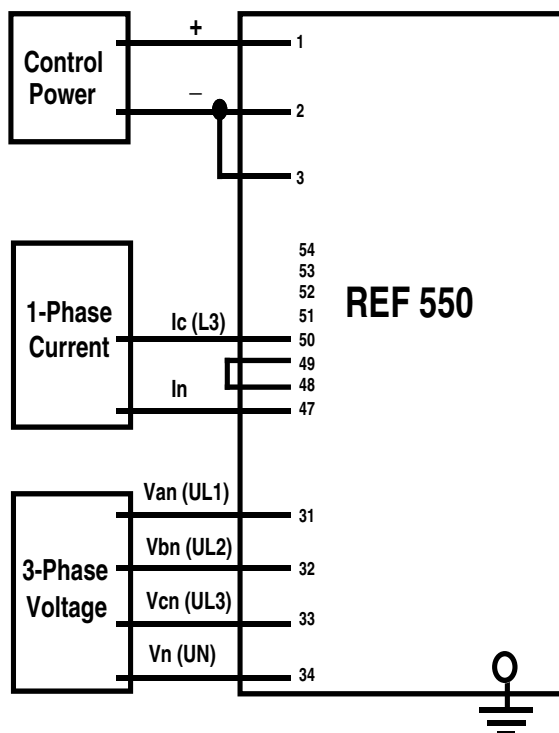 +
1
Control
Power
–
2
3
54
53
52
51
REF 550
1-Phase
Current
Ic (L3)
50
49
48
In
47
Van (UL1)
31
Vbn (UL2)
32
3-Phase
Voltage
Vcn (UL3)
33
Vn (UN)
34